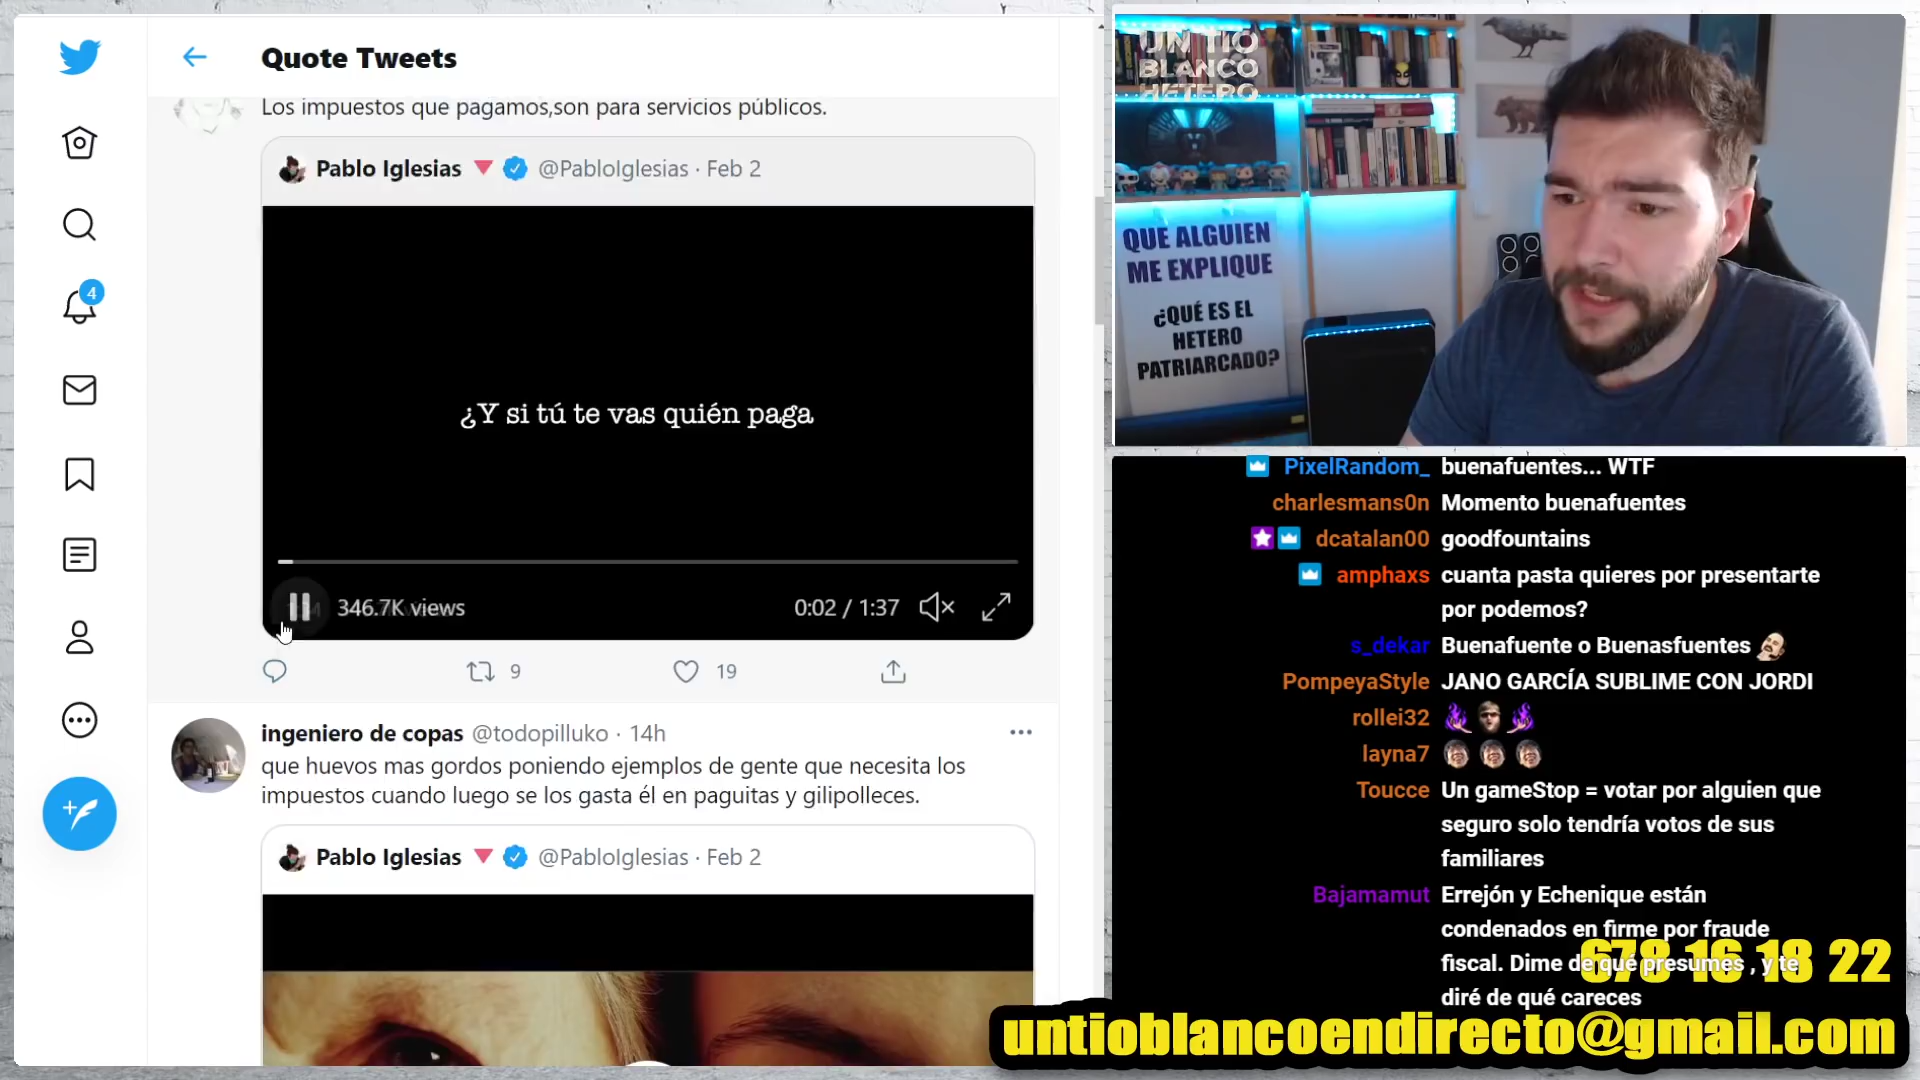 Quote Tweets
Los impuestos que pagamos,son para servicios públicos.
Pablo Iglesias @PabloIglesias · Feb 2
¿Y si tú te vas quién paga
346.7K views
0:02 / 1:37
9
19
4
ingeniero de copas @todopilluko · 14h
que huevos mas gordos poniendo ejemplos de gente que necesita los
impuestos cuando luego se los gasta él en paguitas y gilipolleces.
Pablo Iglesias @PabloIglesias · Feb 2
UN TIO
BLANCO
HETERO
QUE ALGUIEN
ME EXPLIQUE
¿QUÉ ES EL
HETERO
PATRIARCADO?
PixelRandom_ buenafuentes... WTF
charlesmans0n Momento buenafuentes
dcatalan00 goodfountains
amphaxs cuanta pasta quieres por presentarte
por podemos?
s_dekar Buenafuente o Buenasfuentes
PompeyaStyle JANO GARCÍA SUBLIME CON JORDI
rollei32
layna7
Toucce Un gameStop = votar por alguien que
seguro solo tendría votos de sus
familiares
Bajamamut Errejón y Echenique están
condenados en firme por fraude
fiscal. Dime de qué presumes , y te
diré de qué careces
678 16 18 22
untioblancoendirecto@gmail.com